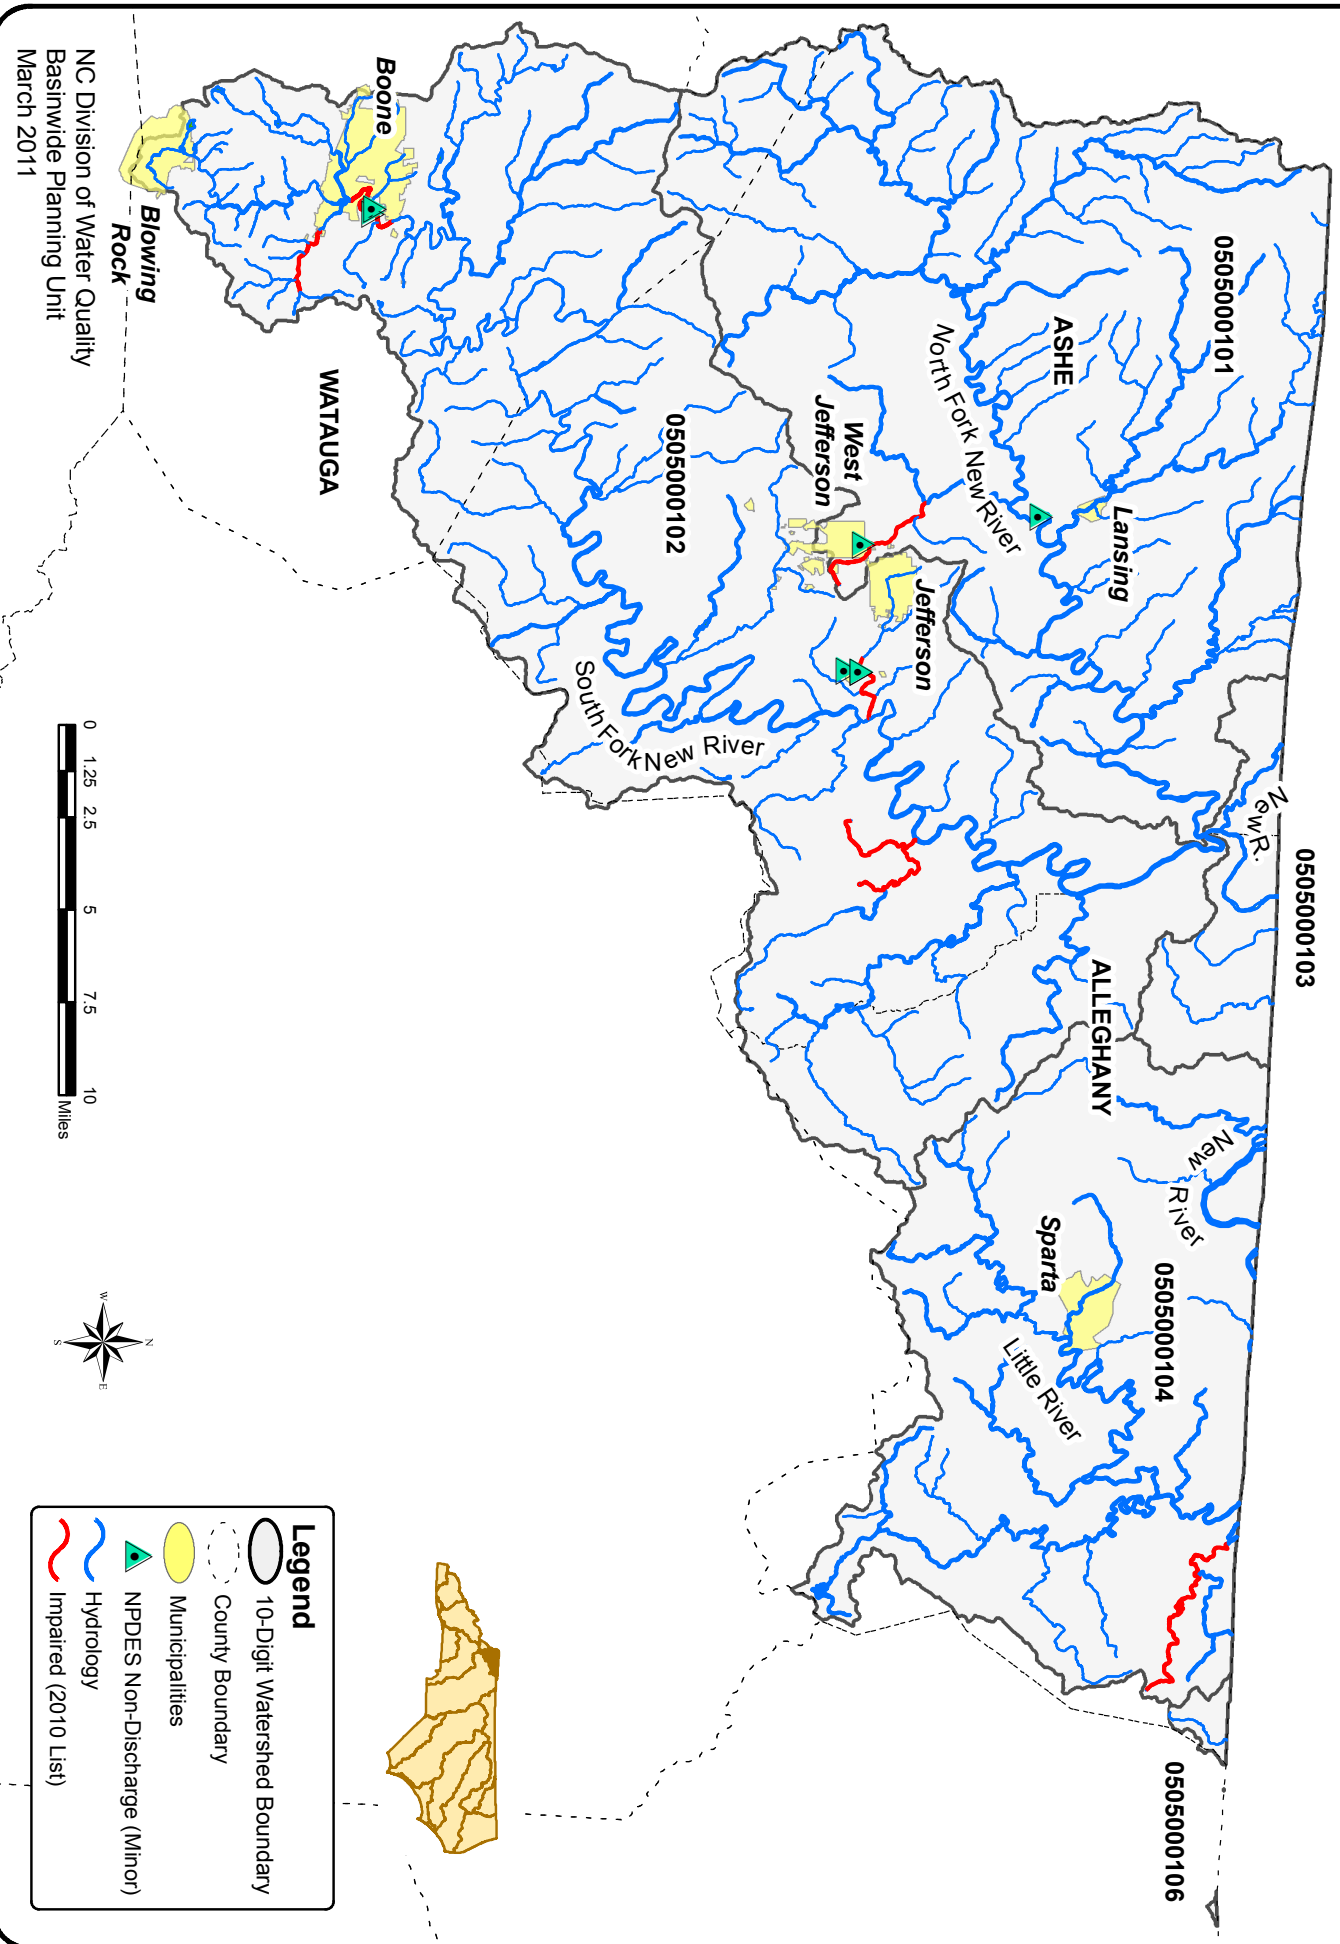 0505000101
0505000103
0505000106
ASHE
Lansing
North Fork New River
New R.
ALLEGHANY
New River
0505000104
Sparta
Little River
West
Jefferson
Jefferson
0505000102
South Fork New River
Boone
WATAUGA
Blowing
Rock
NC Division of Water Quality
Basinwide Planning Unit
March 2011
0 1.25 2.5 5 7.5 10
Miles
N
W
E
S
Legend
10-Digit Watershed Boundary
County Boundary
Municipalities
NPDES Non-Discharge (Minor)
Hydrology
Impaired (2010 List)